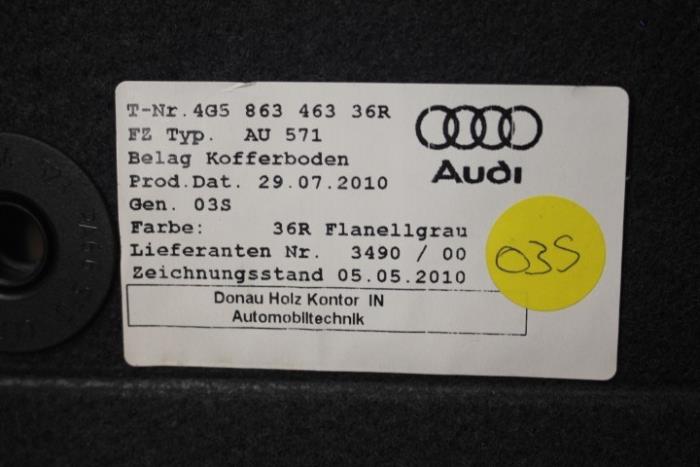 T-Nr. 4G5 863 463 36R
FZ Typ. AU 571
Belag Kofferboden
Prod.Dat. 29.07.2010
Gen. 03S
Farbe: 36R Flanellgrau
Lieferanten Nr. 3490 / 00
Zeichnungsstand 05.05.2010
Donau Holz Kontor IN
Automobiltechnik
Audi
03S